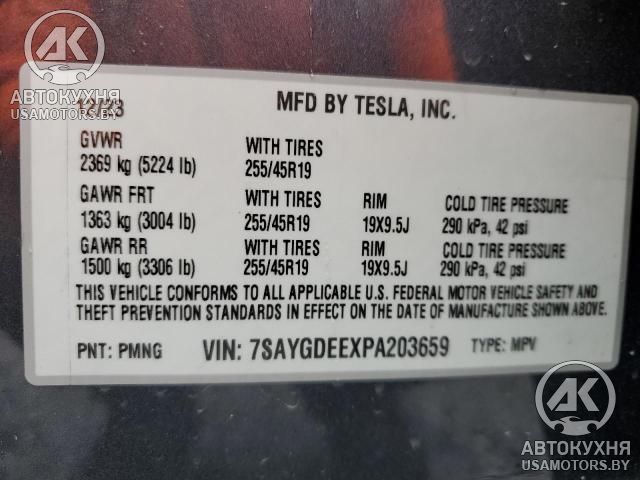 АК
АВТОКУХНЯ
USAMOTORS.BY
12/23
MFD BY TESLA, INC.
GVWR
2369 kg (5224 lb)
WITH TIRES
255/45R19
GAWR FRT
1363 kg (3004 lb)
WITH TIRES
255/45R19
RIM
19X9.5J
COLD TIRE PRESSURE
290 kPa, 42 psi
GAWR RR
1500 kg (3306 lb)
WITH TIRES
255/45R19
RIM
19X9.5J
COLD TIRE PRESSURE
290 kPa, 42 psi
THIS VEHICLE CONFORMS TO ALL APPLICABLE U.S. FEDERAL MOTOR VEHICLE SAFETY AND
THEFT PREVENTION STANDARDS IN EFFECT ON THE DATE OF MANUFACTURE SHOWN ABOVE.
PNT: PMNG VIN: 7SAYGDEEXPA203659 TYPE: MPV
АК
АВТОКУХНЯ
USAMOTORS.BY